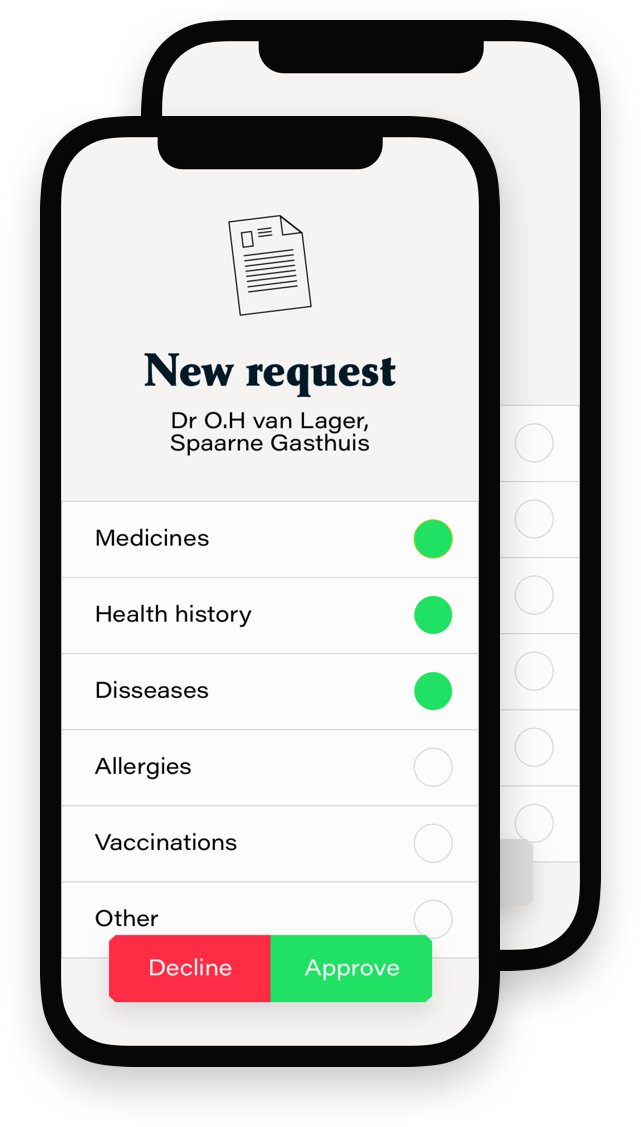 New request
Dr O.H van Lager,
Spaarne Gasthuis
Medicines
Health history
Disseases
Allergies
Vaccinations
Other
Decline
Approve